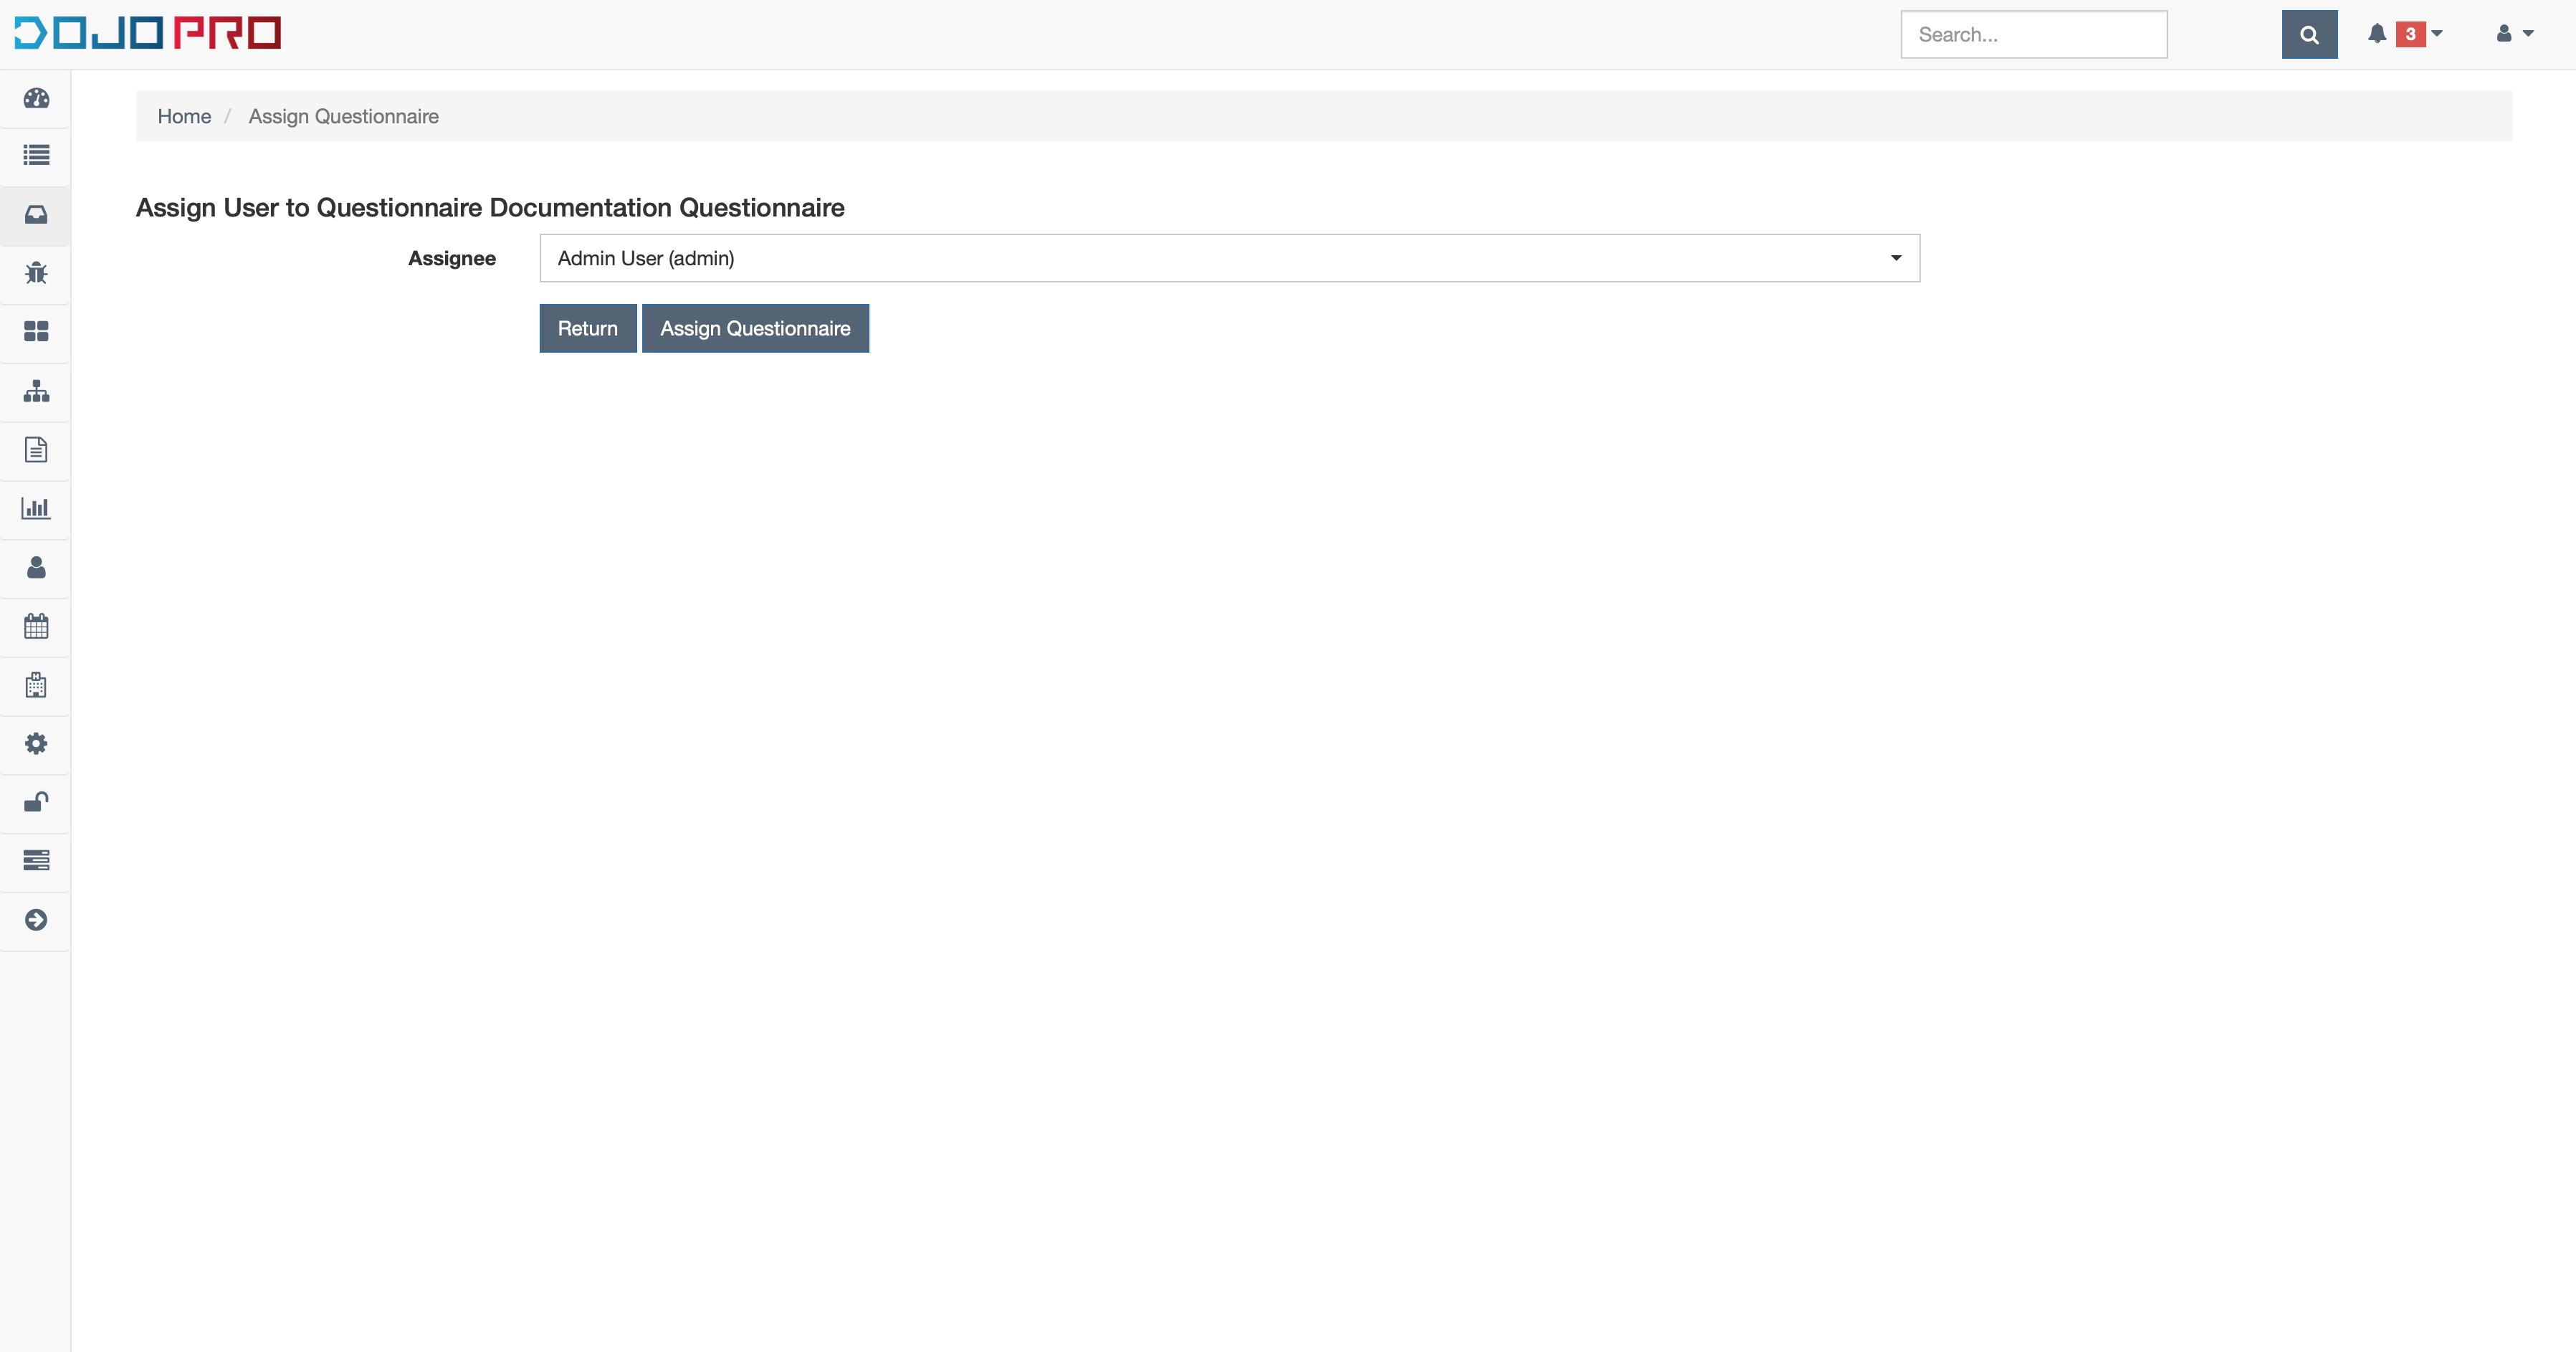 DOJO PRO
Search...
3
Home / Assign Questionnaire
Assign User to Questionnaire Documentation Questionnaire
Assignee
Admin User (admin)
Return
Assign Questionnaire